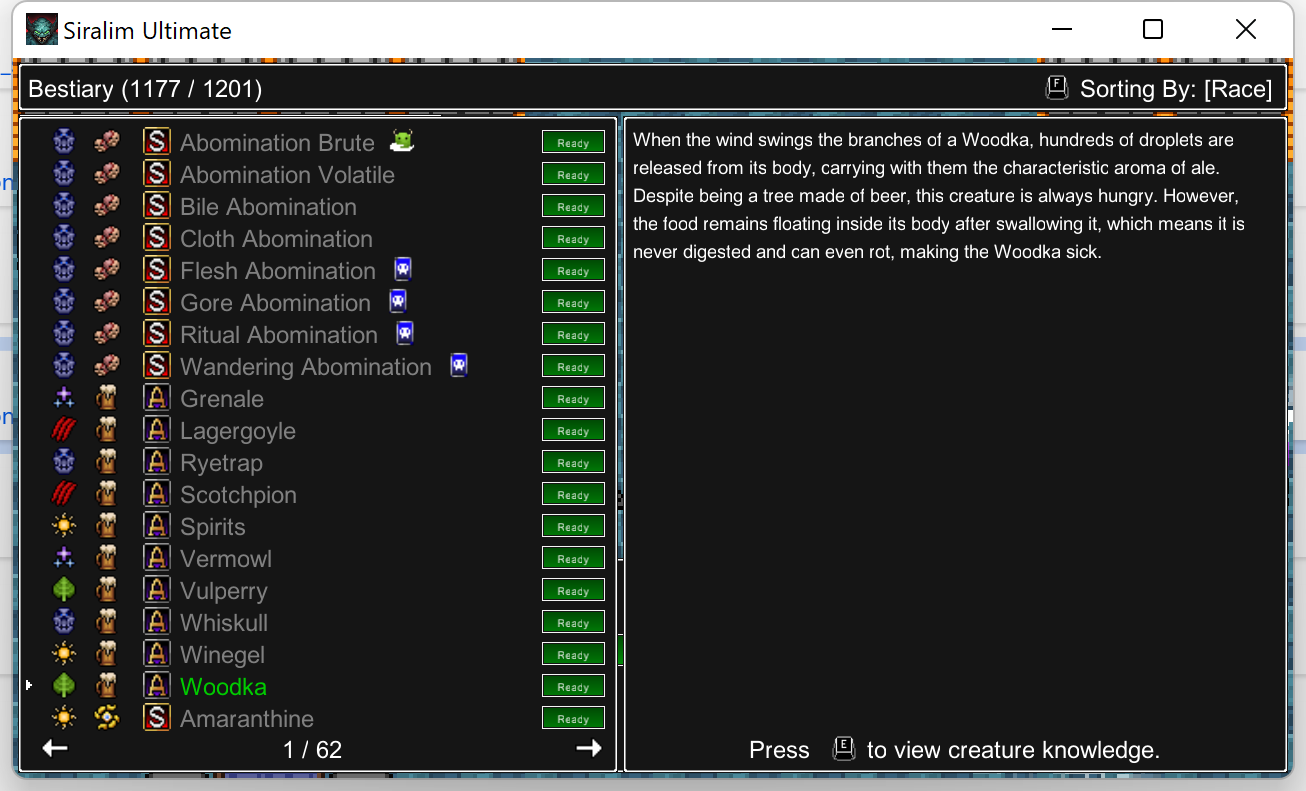 Siralim Ultimate
Bestiary (1177 / 1201)
F Sorting By: [Race]
S Abomination Brute Ready
S Abomination Volatile Ready
S Bile Abomination Ready
S Cloth Abomination Ready
S Flesh Abomination Ready
S Gore Abomination Ready
S Ritual Abomination Ready
S Wandering Abomination Ready
A Grenale Ready
A Lagergoyle Ready
A Ryetrap Ready
A Scotchpion Ready
A Spirits Ready
A Vermowl Ready
A Vulperry Ready
A Whiskull Ready
A Winegel Ready
A Woodka Ready
S Amaranthine Ready
1 / 62
When the wind swings the branches of a Woodka, hundreds of droplets are
released from its body, carrying with them the characteristic aroma of ale.
Despite being a tree made of beer, this creature is always hungry. However,
the food remains floating inside its body after swallowing it, which means it is
never digested and can even rot, making the Woodka sick.
Press E to view creature knowledge.